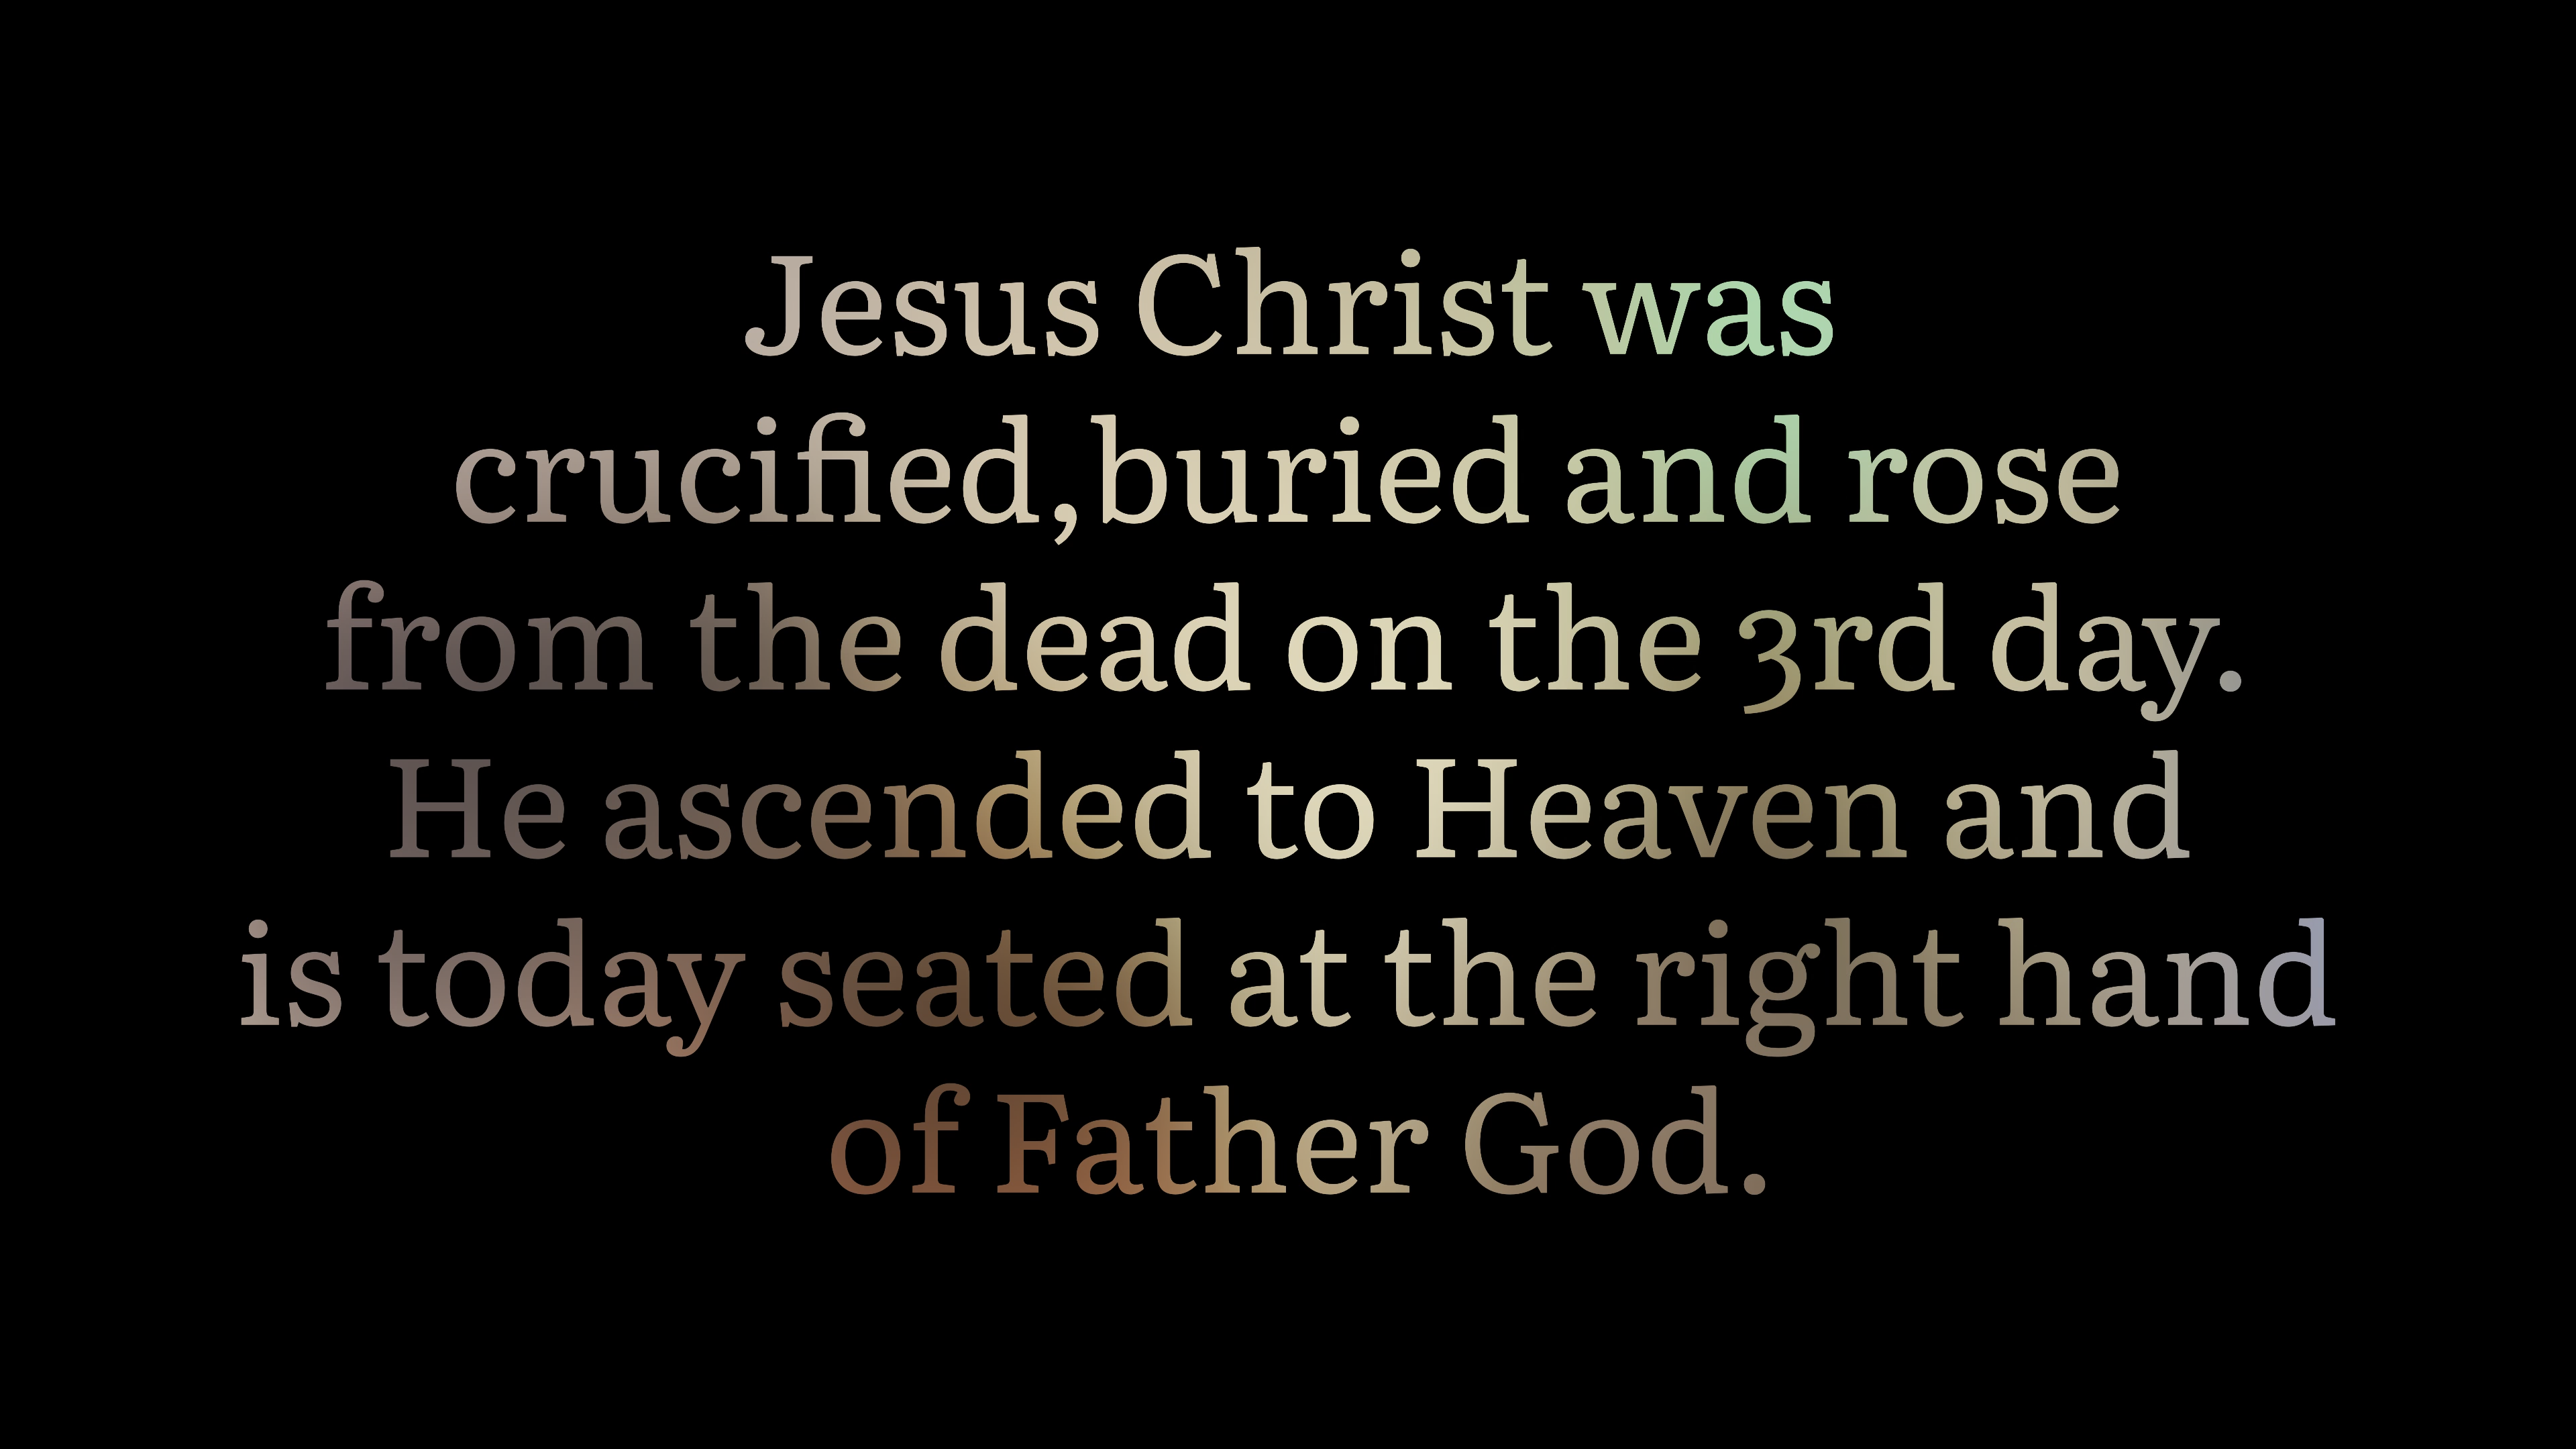 Jesus Christ was
crucified,buried and rose
from the dead on the 3rd day.
He ascended to Heaven and
is today seated at the right hand
of Father God.